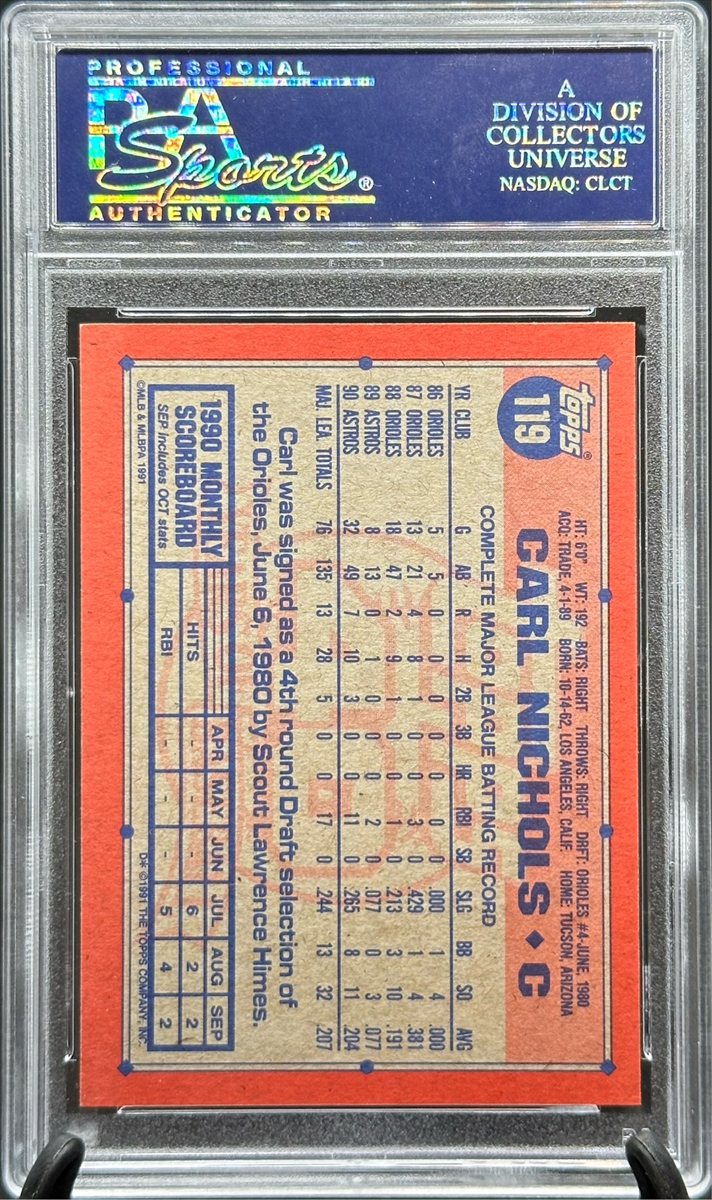 PROFESSIONAL
PSA
Sports®
AUTHENTICATOR
A
DIVISION OF
COLLECTORS
UNIVERSE
NASDAQ: CLCT
topps®
119
HT: 6'0" WT: 192 BATS: RIGHT THROWS: RIGHT DRFT: ORIOLES #4-JUNE, 1980
ACQ: TRADE, 4-1-89 BORN: 10-14-62, LOS ANGELES, CALIF. HOME: TUCSON, ARIZONA
CARL NICHOLS ♦ C
COMPLETE MAJOR LEAGUE BATTING RECORD
YR CLUB G AB R H 2B 3B HR RBI SB SLG BB SO AVG
86 ORIOLES 5 5 0 0 0 0 0 0 0 .000 1 4 .000
87 ORIOLES 13 21 4 8 1 0 0 3 0 .429 1 4 .381
88 ORIOLES 18 47 2 9 1 0 0 1 0 .213 3 10 .191
89 ASTROS 8 13 0 1 0 0 0 2 0 .077 0 3 .077
90 ASTROS 32 49 7 10 3 0 0 11 0 .265 8 11 .204
MAJ. LEA. TOTALS 76 135 13 28 5 0 0 17 0 .244 13 32 .207
Carl was signed as a 4th round Draft selection of
the Orioles, June 6, 1980 by Scout Lawrence Himes.
1990 MONTHLY
SCOREBOARD
SEP includes OCT stats
APR MAY JUN JUL AUG SEP
HITS - - - 6 2 2
RBI - - - 5 4 2
©MLB & MLBPA 1991
D* ©1991 THE TOPPS COMPANY, INC.